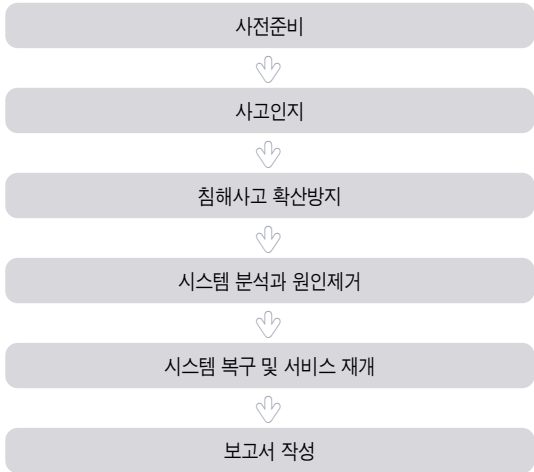 사전준비
사고인지
침해사고 확산방지
시스템 분석과 원인제거
시스템 복구 및 서비스 재개
보고서 작성